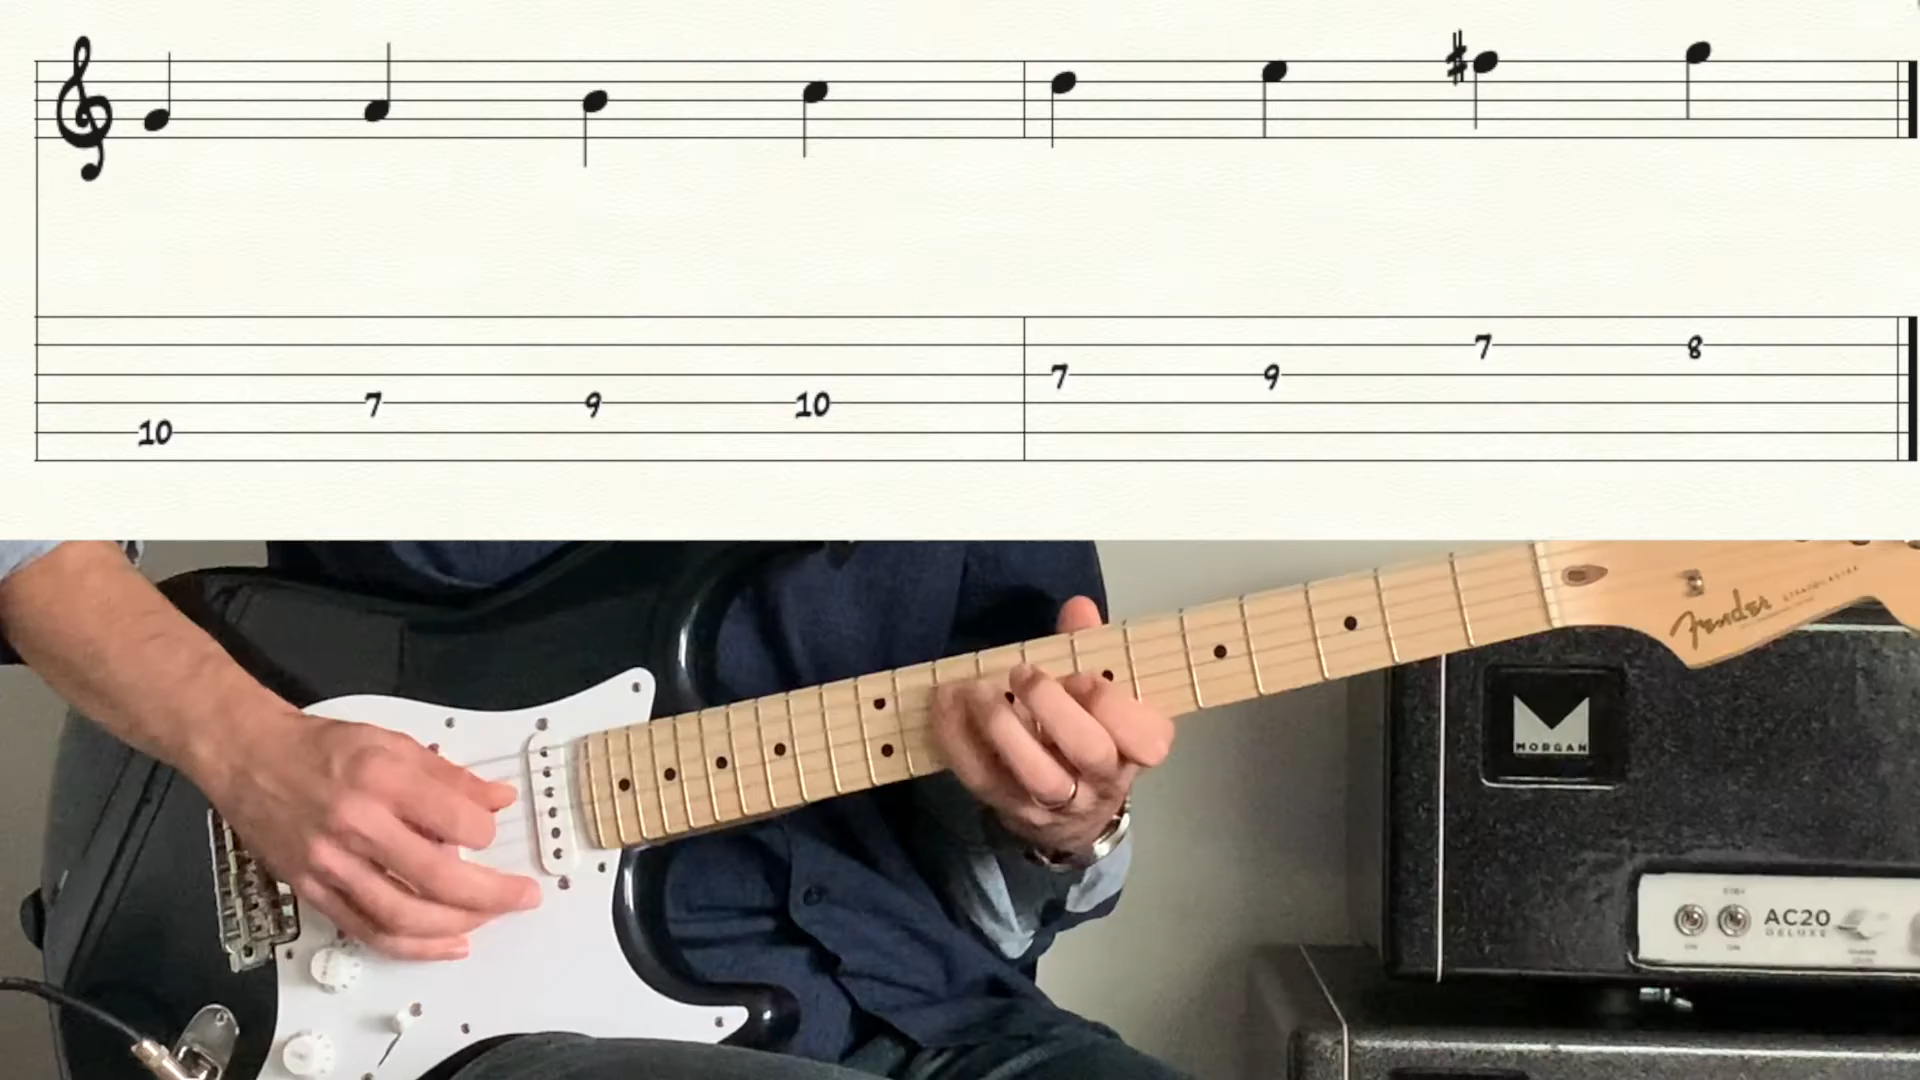 7 8
7 9
7 9 10
10
Fender
MORGAN
AC20
DELUXE